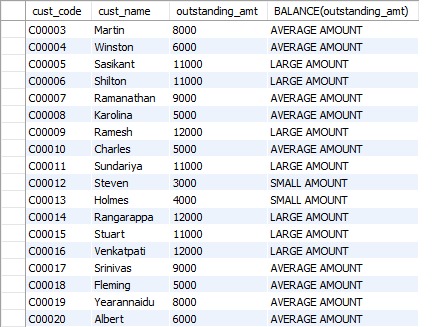 cust_code cust_name outstanding_amt BALANCE(outstanding_amt)
C00003 Martin 8000 AVERAGE AMOUNT
C00004 Winston 6000 AVERAGE AMOUNT
C00005 Sasikant 11000 LARGE AMOUNT
C00006 Shilton 11000 LARGE AMOUNT
C00007 Ramanathan 9000 AVERAGE AMOUNT
C00008 Karolina 5000 AVERAGE AMOUNT
C00009 Ramesh 12000 LARGE AMOUNT
C00010 Charles 5000 AVERAGE AMOUNT
C00011 Sundariya 11000 LARGE AMOUNT
C00012 Steven 3000 SMALL AMOUNT
C00013 Holmes 4000 SMALL AMOUNT
C00014 Rangarappa 12000 LARGE AMOUNT
C00015 Stuart 11000 LARGE AMOUNT
C00016 Venkatpati 12000 LARGE AMOUNT
C00017 Srinivas 9000 AVERAGE AMOUNT
C00018 Fleming 5000 AVERAGE AMOUNT
C00019 Yearannaidu 8000 AVERAGE AMOUNT
C00020 Albert 6000 AVERAGE AMOUNT